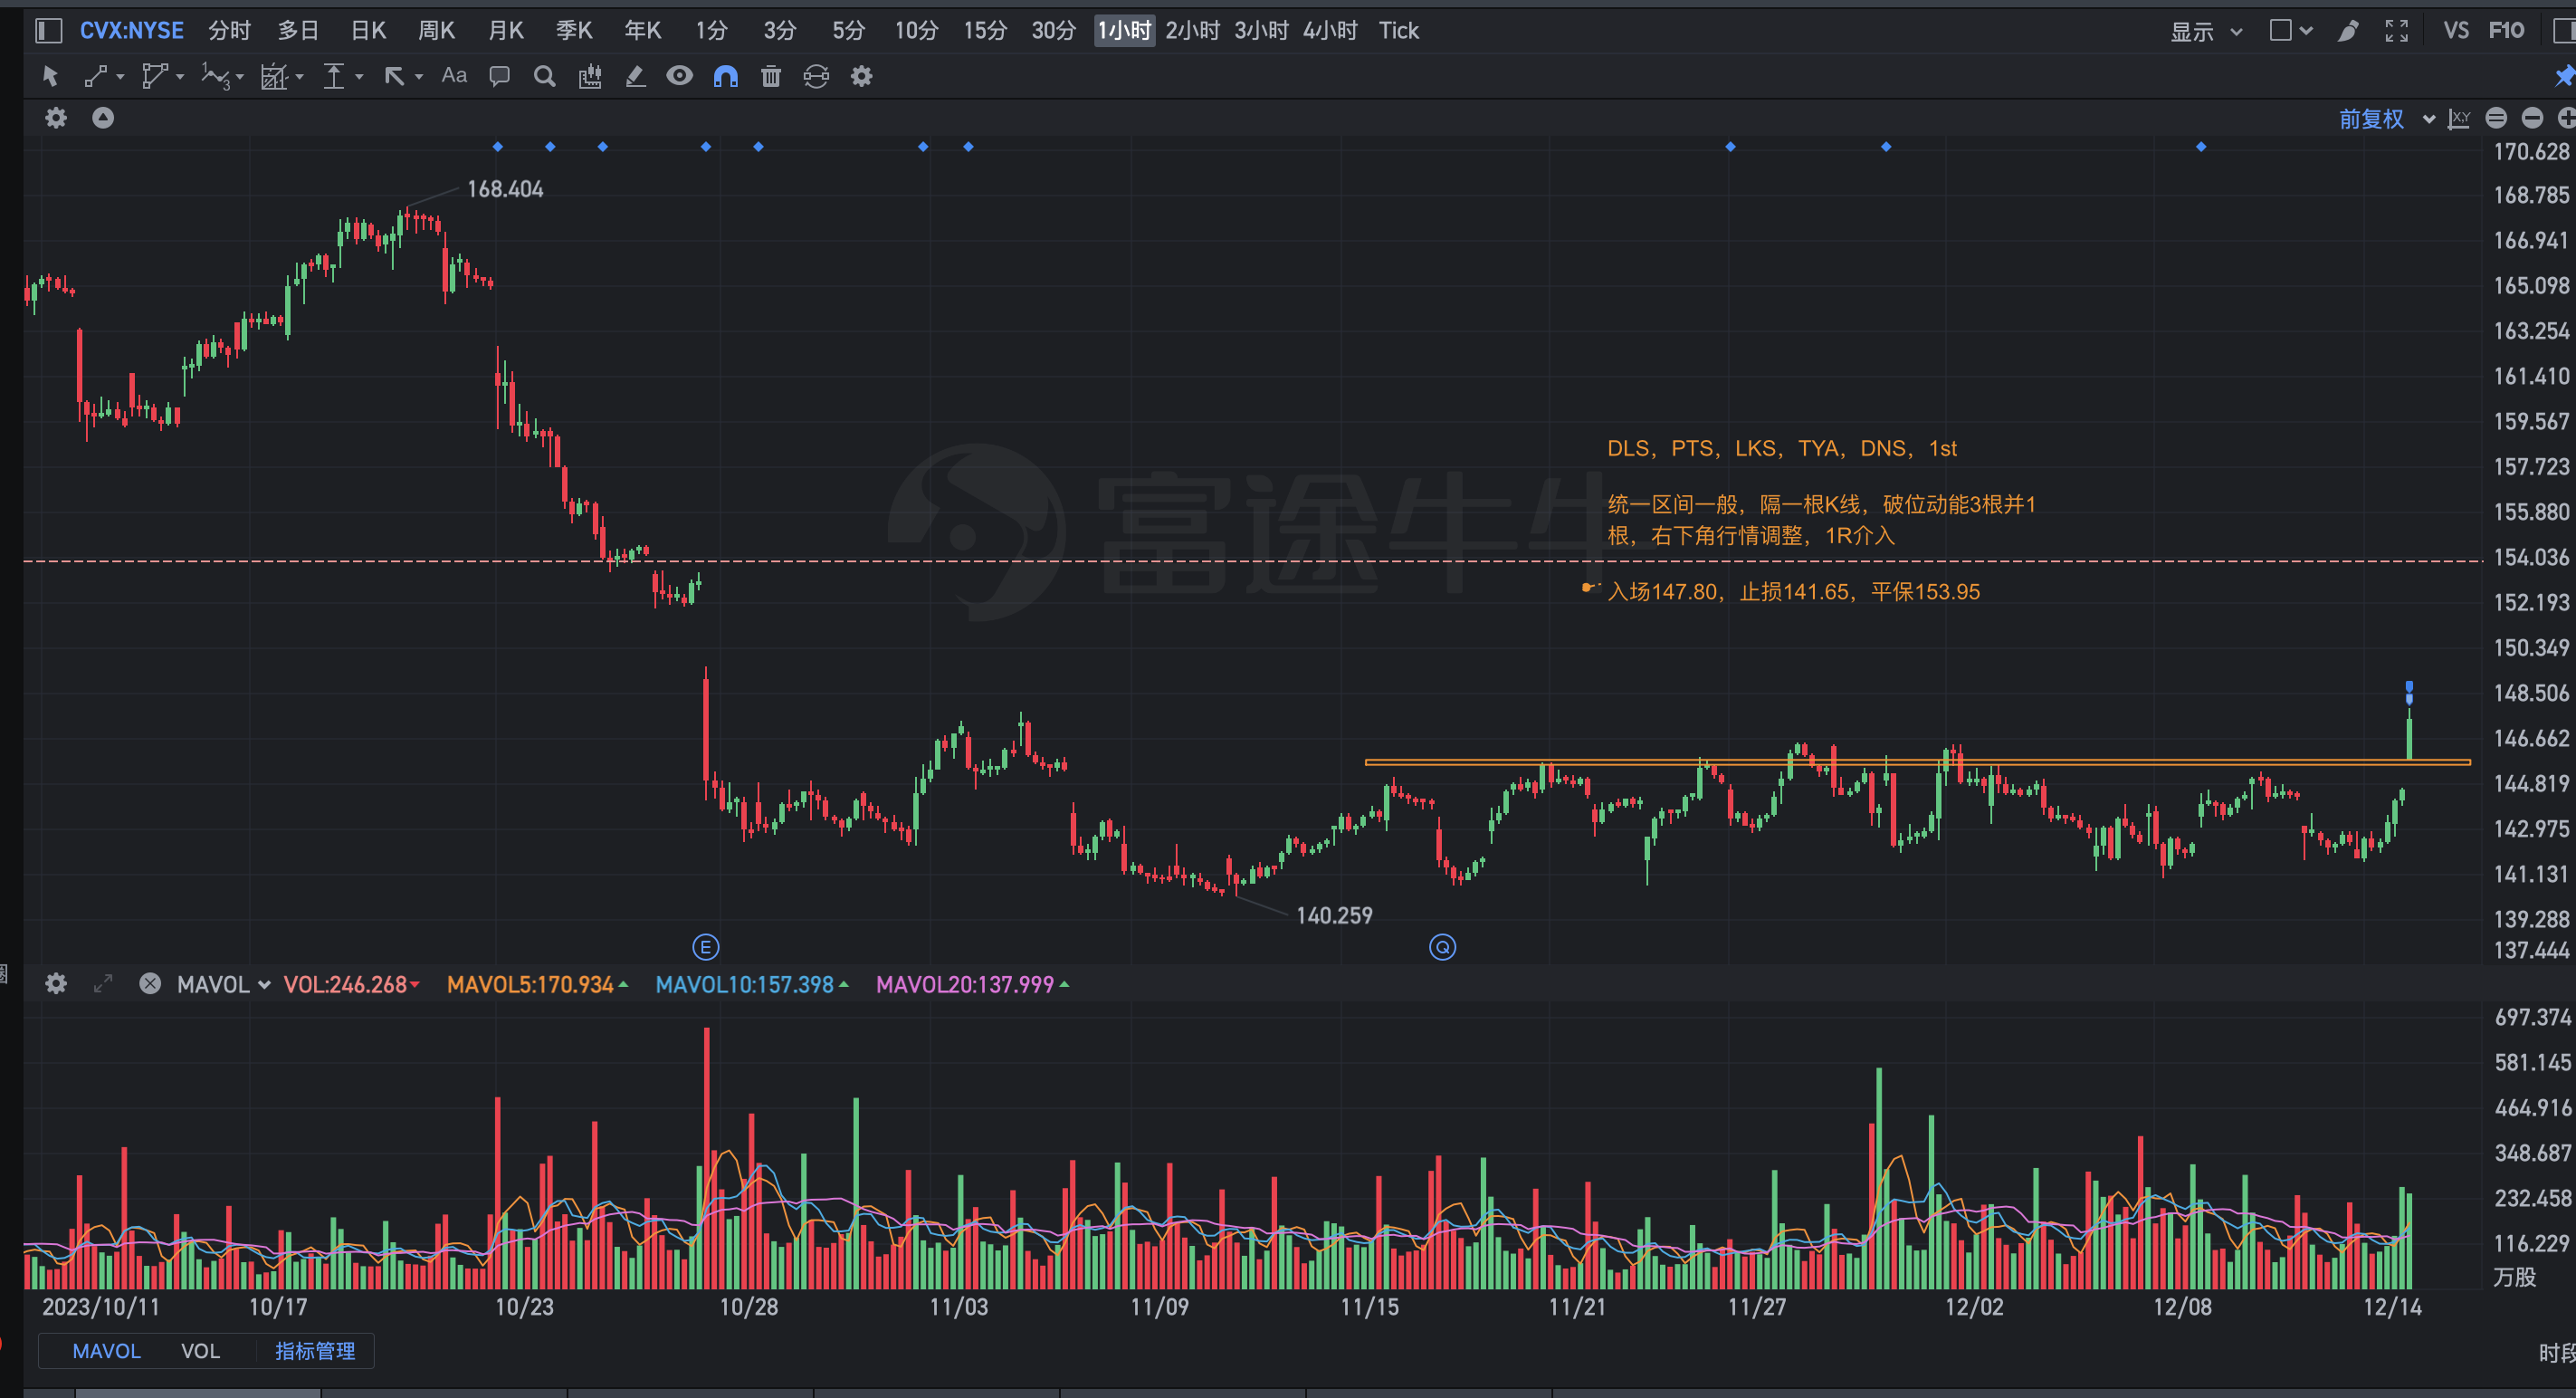 CVX:NYSE 分时 多日 日K 周K 月K 季K 年K 1分 3分 5分 10分 15分 30分 1小时 2小时 3小时 4小时 Tick 显示 VS F10
Aa
前复权
170.628
168.785
168.404
166.941
165.098
163.254
161.410
159.567
DLS，PTS，LKS，TYA，DNS，1st
157.723
统一区间一般，隔一根K线，破位动能3根并1
155.880
根，右下角行情调整，1R介入
富途牛牛
154.036
入场147.80，止损141.65，平保153.95
152.193
150.349
148.506
146.662
144.819
142.975
141.131
140.259
139.288
E Q
137.444
MAVOL VOL:246.268 MAVOL5:170.934 MAVOL10:157.398 MAVOL20:137.999
697.374
581.145
464.916
348.687
232.458
116.229
万股
2023/10/11 10/17 10/23 10/28 11/03 11/09 11/15 11/21 11/27 12/02 12/08 12/14
MAVOL VOL 指标管理
时段